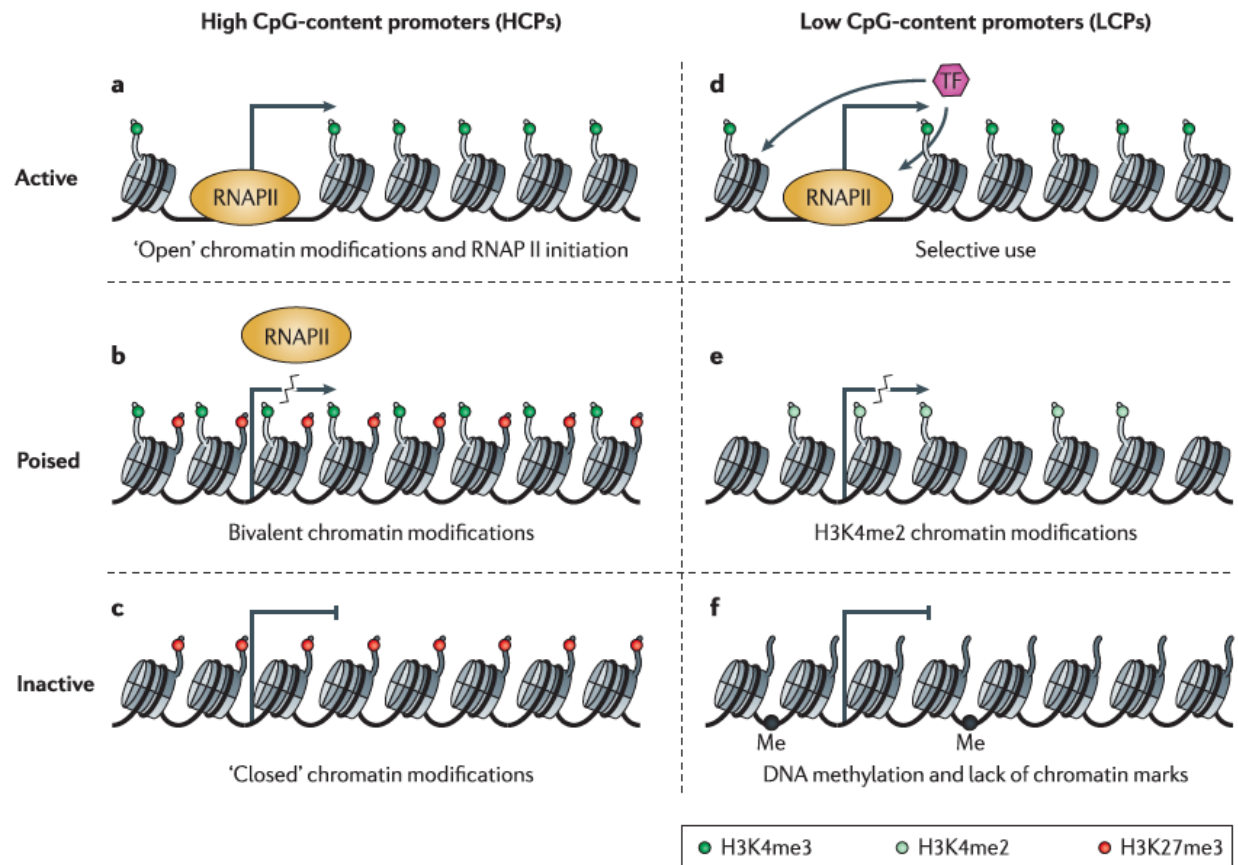 High CpG-content promoters (HCPs)
Low CpG-content promoters (LCPs)
Active
a
RNAPII
'Open' chromatin modifications and RNAP II initiation
d
TF
RNAPII
Selective use
Poised
b
RNAPII
Bivalent chromatin modifications
e
H3K4me2 chromatin modifications
Inactive
c
'Closed' chromatin modifications
f
Me
Me
DNA methylation and lack of chromatin marks
H3K4me3
H3K4me2
H3K27me3